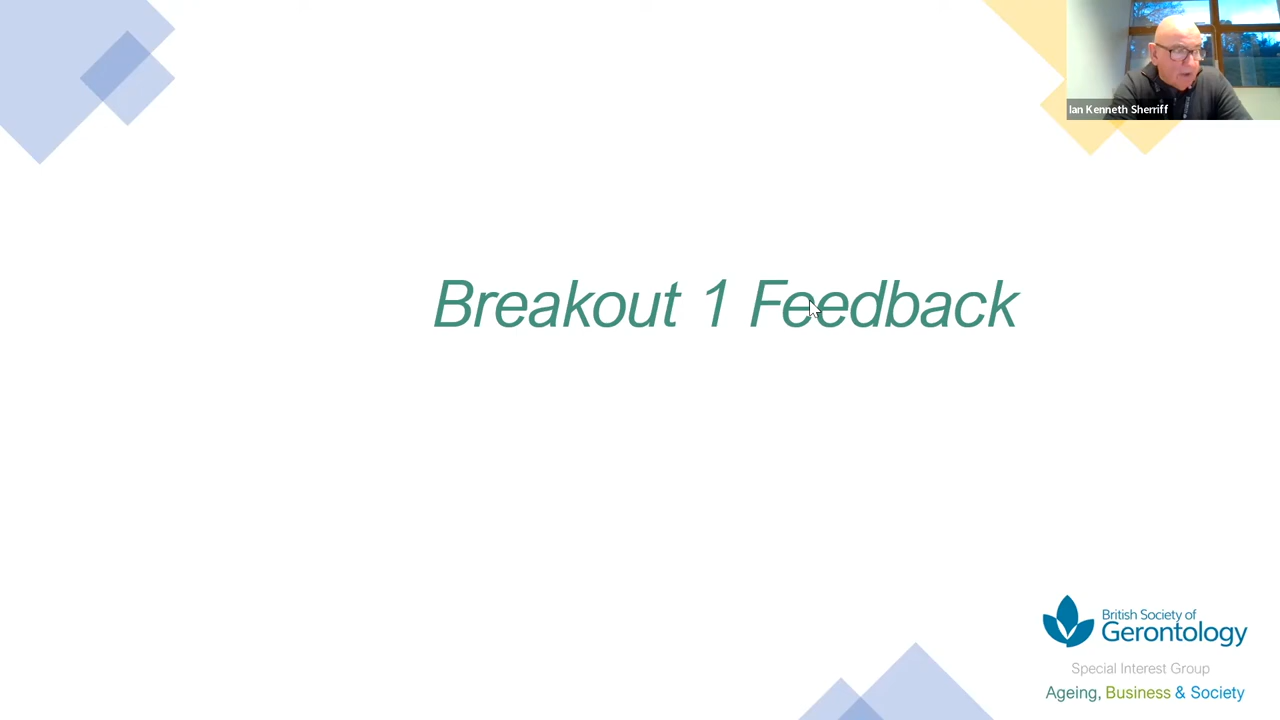 Ian Kenneth Sherriff
Breakout 1 Feedback
British Society of
Gerontology
Special Interest Group
Ageing, Business & Society